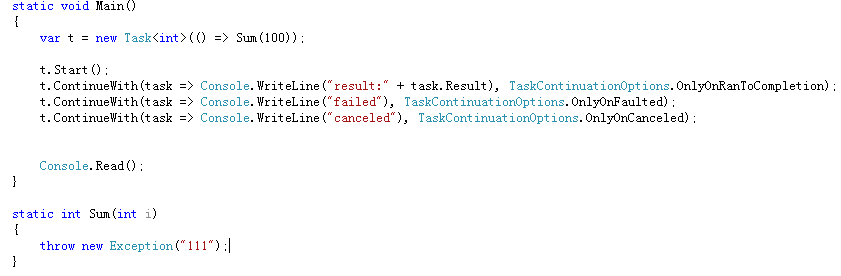 static void Main()
{
    var t = new Task<int>(() => Sum(100));

    t.Start();
    t.ContinueWith(task => Console.WriteLine("result:" + task.Result), TaskContinuationOptions.OnlyOnRanToCompletion);
    t.ContinueWith(task => Console.WriteLine("failed"), TaskContinuationOptions.OnlyOnFaulted);
    t.ContinueWith(task => Console.WriteLine("canceled"), TaskContinuationOptions.OnlyOnCanceled);

    Console.Read();
}

static int Sum(int i)
{
    throw new Exception("111");
}